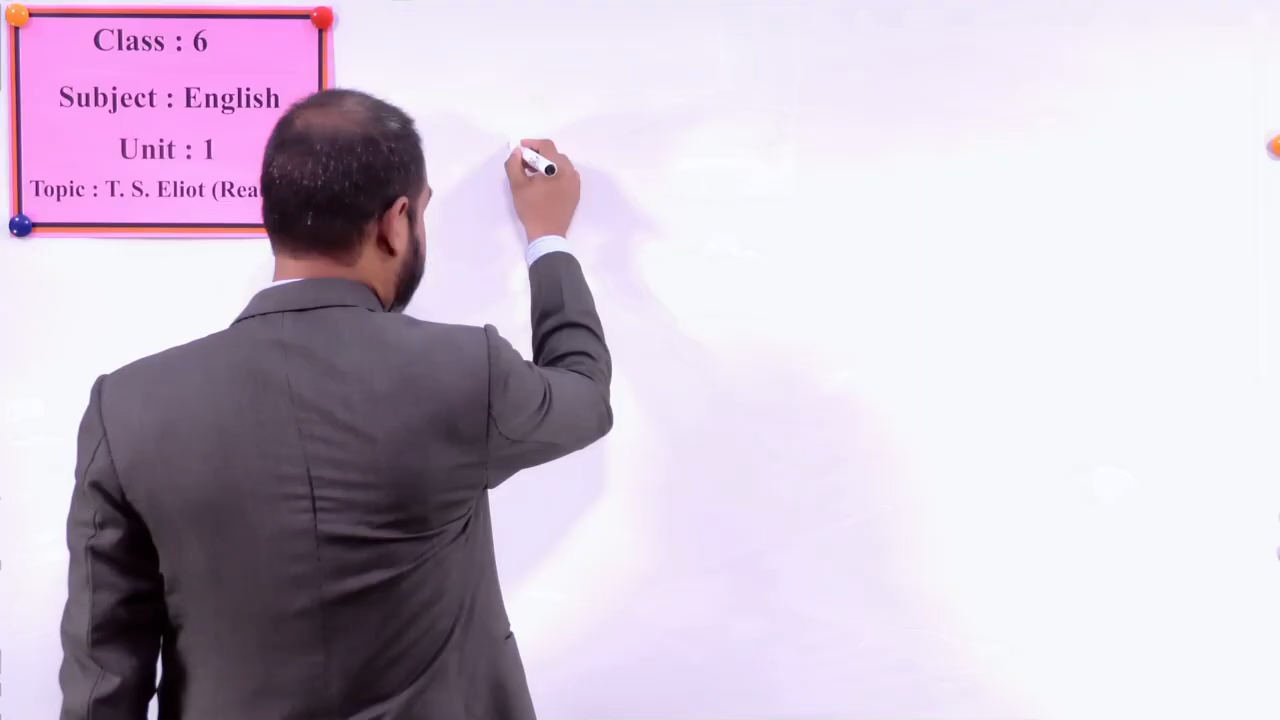 Class : 6
Subject : English
Unit : 1
Topic : T. S. Eliot (Rea